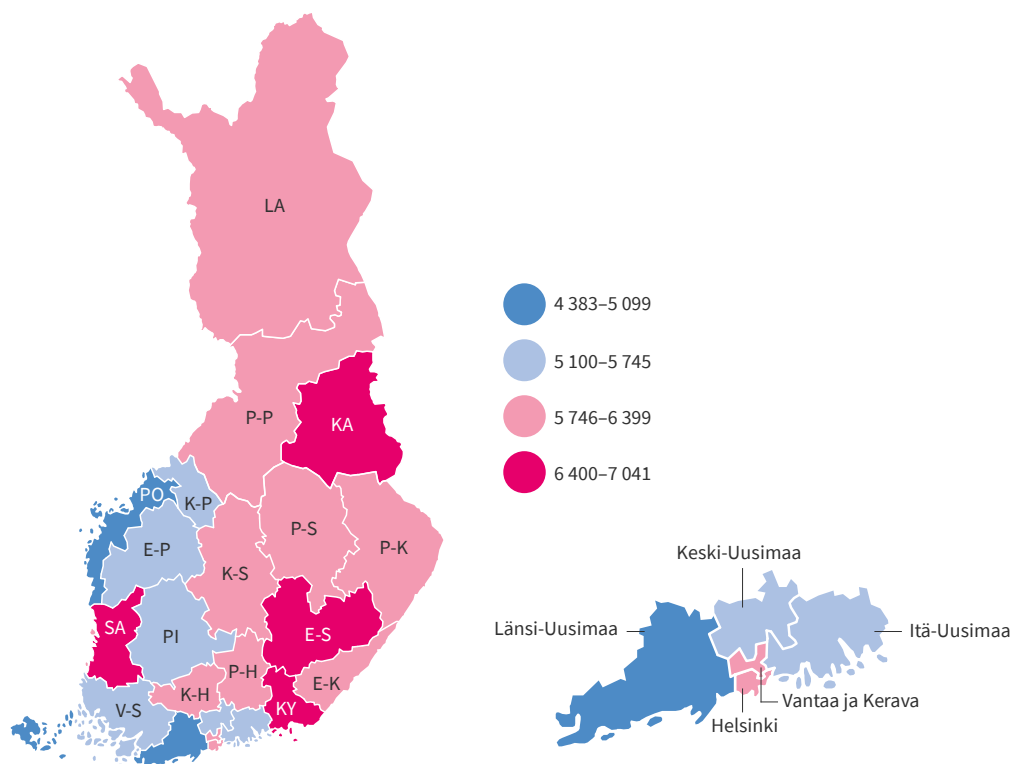 LA
P-P
KA
PO
K-P
E-P
P-S
P-K
K-S
SA
PI
E-S
P-H
E-K
K-H
V-S
KY
4 383–5 099
5 100–5 745
5 746–6 399
6 400–7 041
Keski-Uusimaa
Länsi-Uusimaa
Itä-Uusimaa
Vantaa ja Kerava
Helsinki